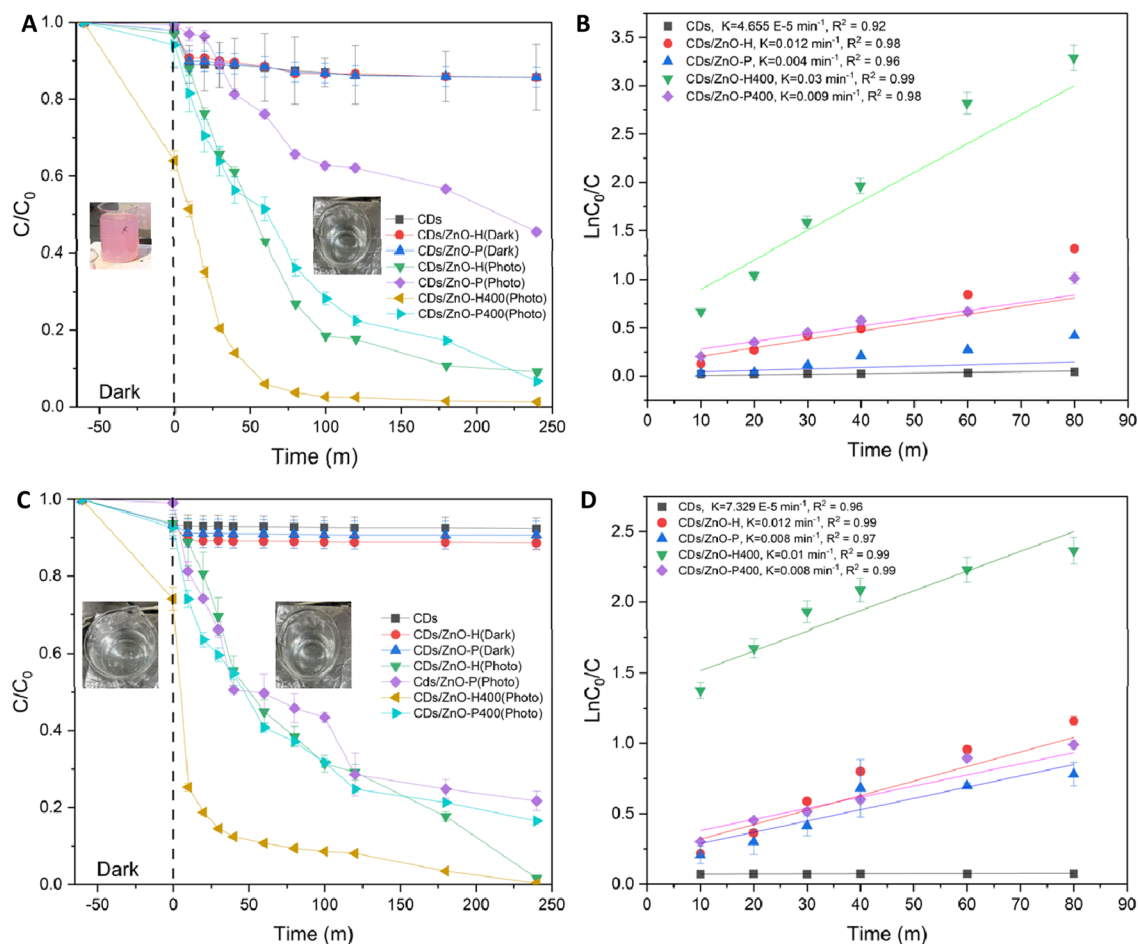 A
C/C0
1.0
0.8
0.6
0.4
0.2
0.0
CDs
CDs/ZnO-H(Dark)
CDs/ZnO-P(Dark)
CDs/ZnO-H(Photo)
CDs/ZnO-P(Photo)
CDs/ZnO-H400(Photo)
CDs/ZnO-P400(Photo)
Dark
-50 0 50 100 150 200 250
Time (m)
B
CDs, K=4.655 E-5 min-1, R2 = 0.92
CDs/ZnO-H, K=0.012 min-1, R2 = 0.98
CDs/ZnO-P, K=0.004 min-1, R2 = 0.96
CDs/ZnO-H400, K=0.03 min-1, R2 = 0.99
CDs/ZnO-P400, K=0.009 min-1, R2 = 0.98
LnC0/C
3.5
3.0
2.5
2.0
1.5
1.0
0.5
0.0
0 10 20 30 40 50 60 70 80 90
Time (m)
C
C/C0
1.0
0.8
0.6
0.4
0.2
0.0
CDs
CDs/ZnO-H(Dark)
CDs/ZnO-P(Dark)
CDs/ZnO-H(Photo)
Cds/ZnO-P(Photo)
CDs/ZnO-H400(Photo)
CDs/ZnO-P400(Photo)
Dark
-50 0 50 100 150 200 250
Time (m)
D
CDs, K=7.329 E-5 min-1, R2 = 0.96
CDs/ZnO-H, K=0.012 min-1, R2 = 0.99
CDs/ZnO-P, K=0.008 min-1, R2 = 0.97
CDs/ZnO-H400, K=0.01 min-1, R2 = 0.99
CDs/ZnO-P400, K=0.008 min-1, R2 = 0.99
LnC0/C
2.5
2.0
1.5
1.0
0.5
0.0
0 10 20 30 40 50 60 70 80 90
Time (m)